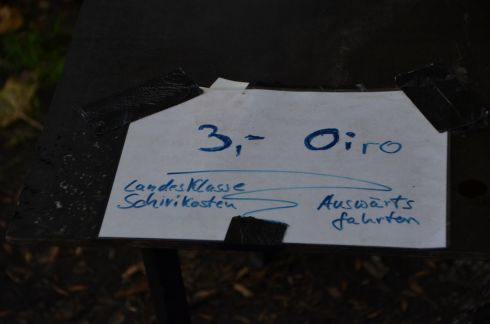 3,- Oiro
Landesklasse
Schirikosten
Auswärts
fahrten